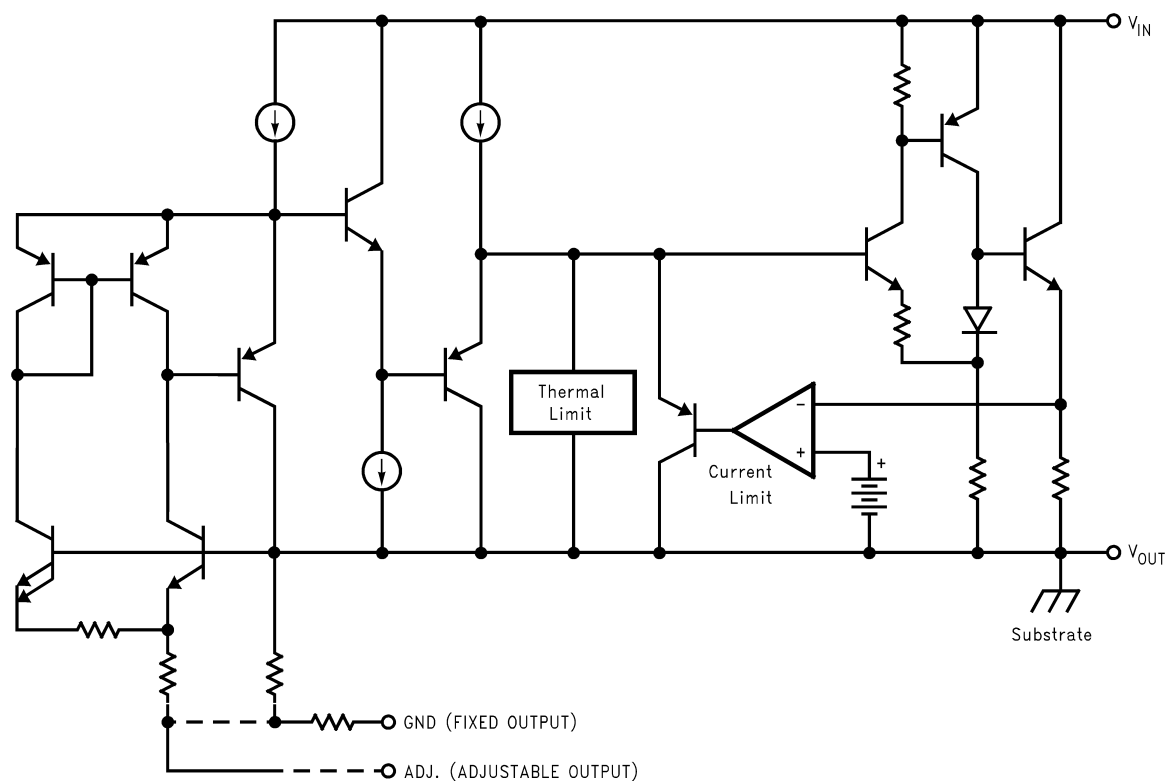 V_IN
Thermal
Limit
−
+
+
Current
Limit
V_OUT
Substrate
GND (FIXED OUTPUT)
ADJ. (ADJUSTABLE OUTPUT)